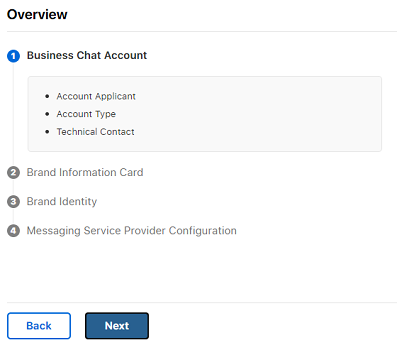 Overview
1 Business Chat Account
• Account Applicant
• Account Type
• Technical Contact
2 Brand Information Card
3 Brand Identity
4 Messaging Service Provider Configuration
Back Next